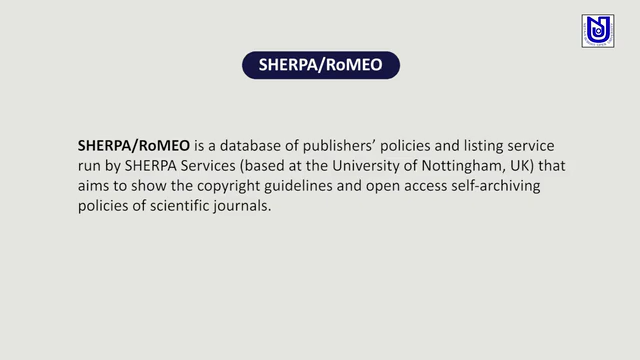 SHERPA/RoMEO
SHERPA/RoMEO is a database of publishers’ policies and listing service
run by SHERPA Services (based at the University of Nottingham, UK) that
aims to show the copyright guidelines and open access self-archiving
policies of scientific journals.